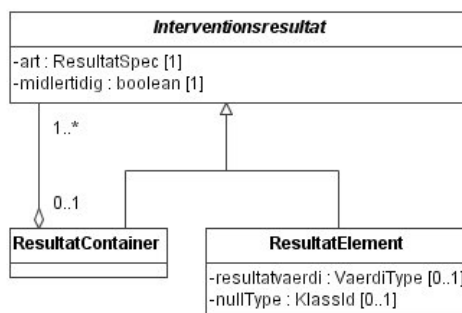 Interventionsresultat
-art : ResultatSpec [1]
-midlertidig : boolean [1]
1..*
0..1
ResultatContainer
ResultatElement
-resultatvaerdi : VaerdiType [0..1]
-nullType : KlassId [0..1]